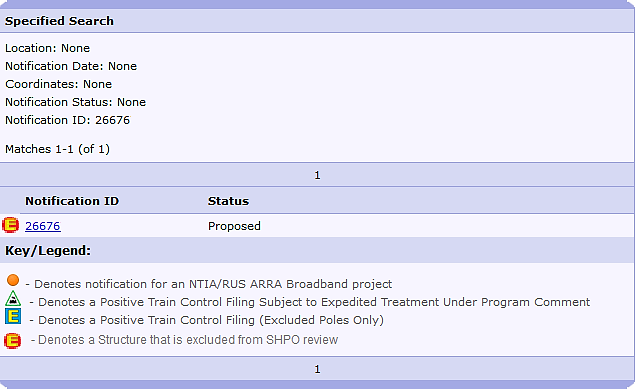 Specified Search
Location: None
Notification Date: None
Coordinates: None
Notification Status: None
Notification ID: 26676
Matches 1-1 (of 1)
1
Notification ID Status
E 26676 Proposed
Key/Legend:
- Denotes notification for an NTIA/RUS ARRA Broadband project
- Denotes a Positive Train Control Filing Subject to Expedited Treatment Under Program Comment
E - Denotes a Positive Train Control Filing (Excluded Poles Only)
E - Denotes a Structure that is excluded from SHPO review
1